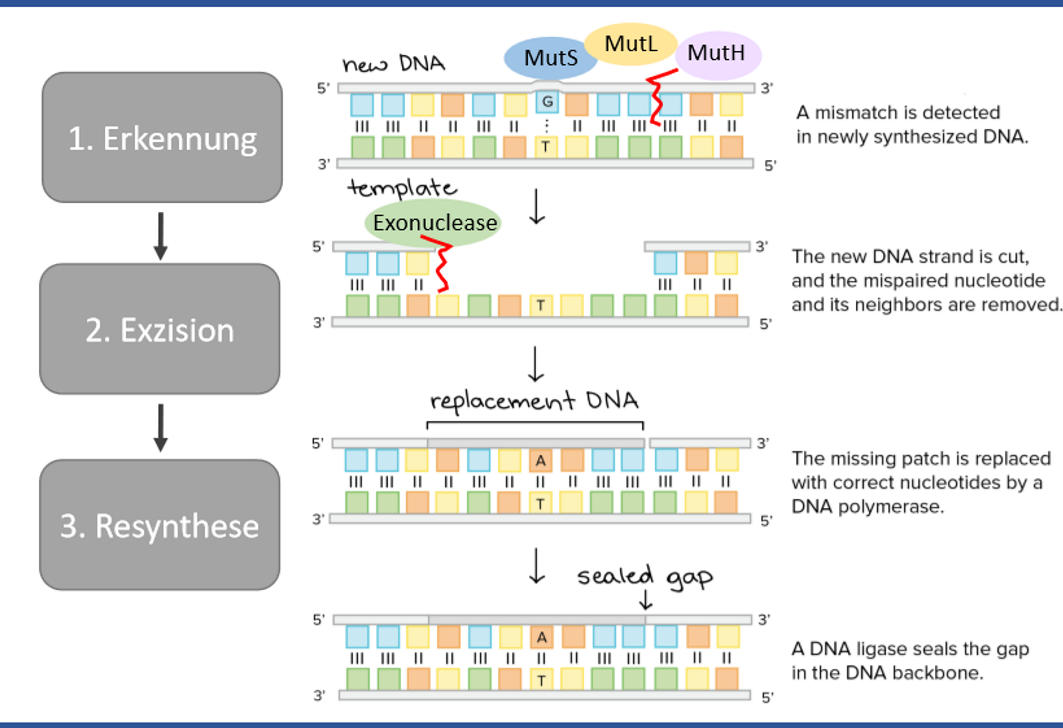 1. Erkennung
2. Exzision
3. Resynthese
MutS
MutL
MutH
new DNA
5'
3'
G
T
3'
5'
template
A mismatch is detected
in newly synthesized DNA.
Exonuclease
5'
3'
T
3'
5'
The new DNA strand is cut,
and the mispaired nucleotide
and its neighbors are removed.
replacement DNA
5'
3'
A
T
3'
5'
The missing patch is replaced
with correct nucleotides by a
DNA polymerase.
sealed gap
5'
3'
A
T
3'
5'
A DNA ligase seals the gap
in the DNA backbone.